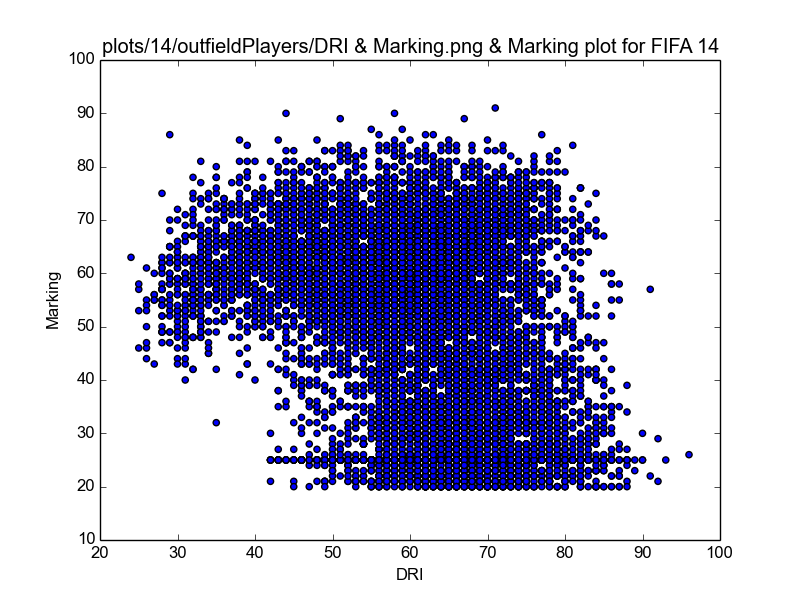 plots/14/outfieldPlayers/DRI & Marking.png & Marking plot for FIFA 14
100
90
80
70
60
50
40
30
20
10
Marking
20 30 40 50 60 70 80 90 100
DRI